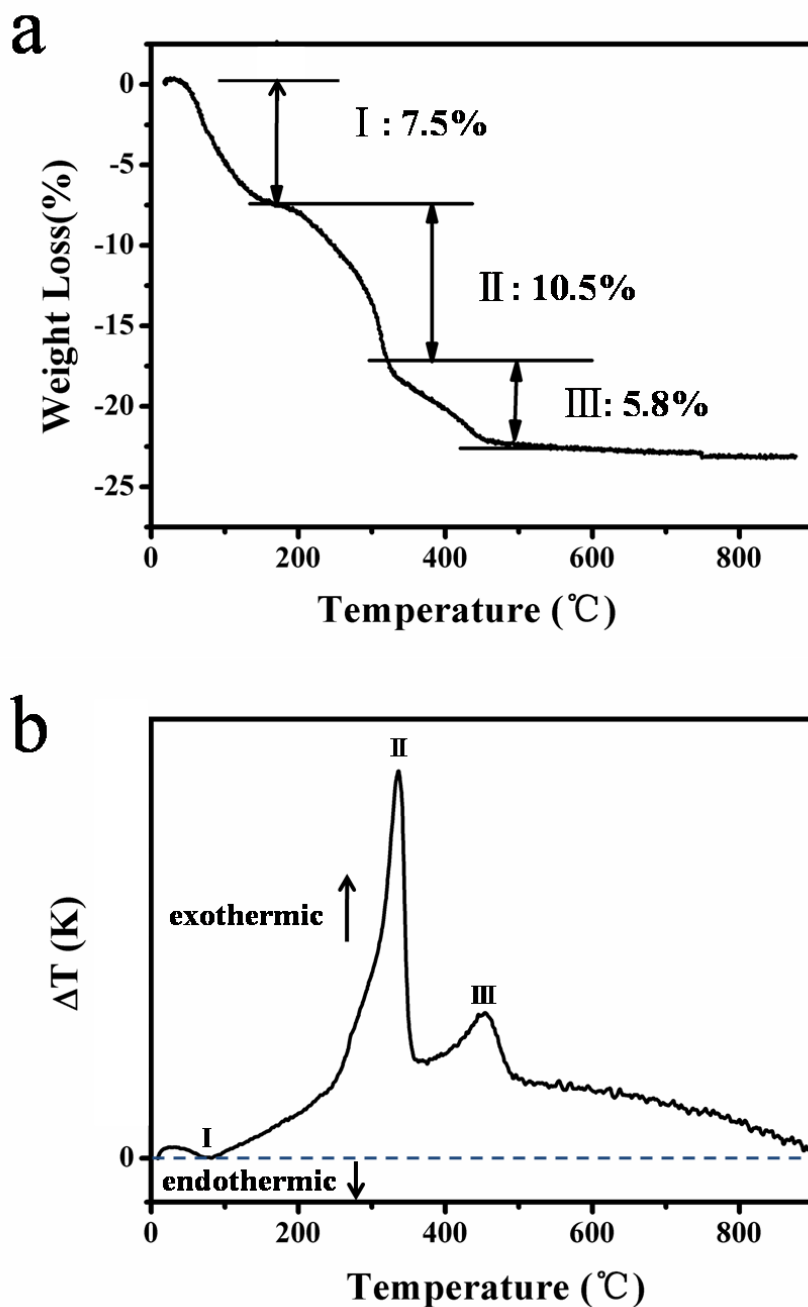 a
Weight Loss(%)
0
-5
-10
-15
-20
-25
Ⅰ : 7.5%
Ⅱ : 10.5%
Ⅲ: 5.8%
0
200
400
600
800
Temperature (℃)
b
ΔT (K)
Ⅱ
exothermic
Ⅲ
Ⅰ
0
endothermic
0
200
400
600
800
Temperature (℃)